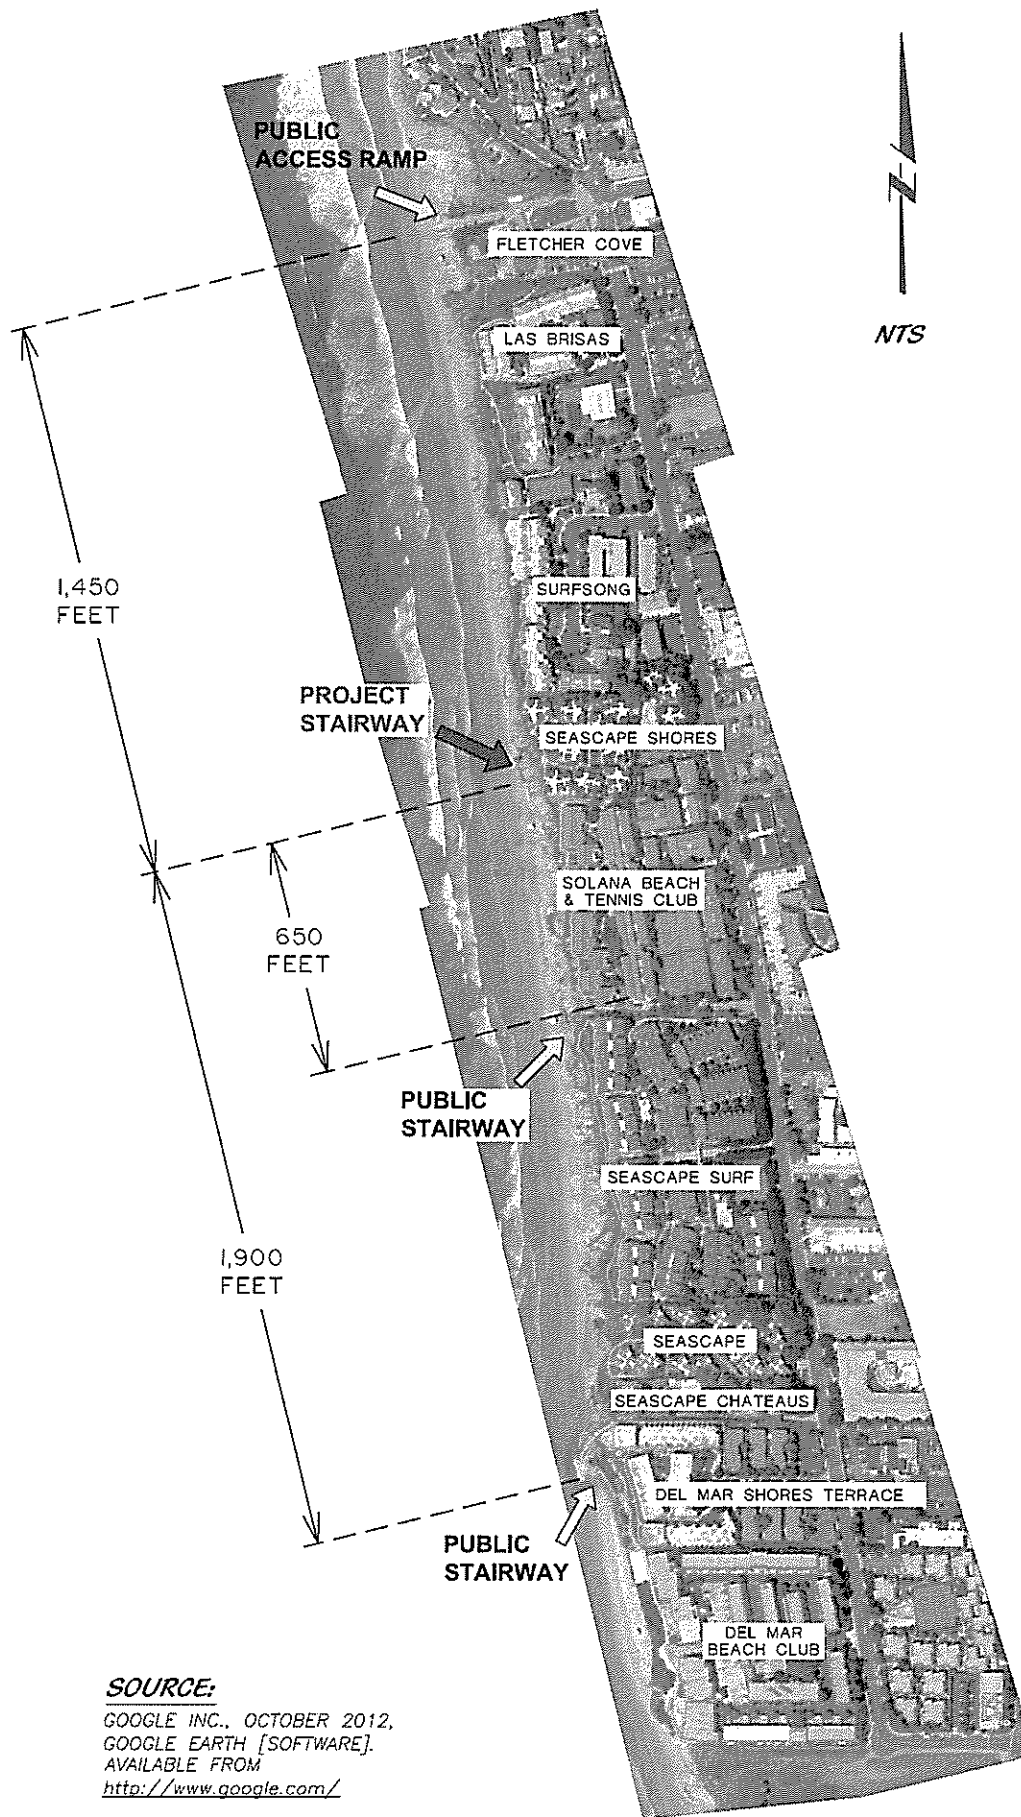 PUBLIC
ACCESS RAMP
FLETCHER COVE
N
NTS
LAS BRISAS
1,450
FEET
SURFSONG
PROJECT
STAIRWAY
SEASCAPE SHORES
SOLANA BEACH
& TENNIS CLUB
650
FEET
PUBLIC
STAIRWAY
SEASCAPE SURF
1,900
FEET
SEASCAPE
SEASCAPE CHATEAUS
DEL MAR SHORES TERRACE
PUBLIC
STAIRWAY
DEL MAR
BEACH CLUB
SOURCE:
GOOGLE INC., OCTOBER 2012,
GOOGLE EARTH [SOFTWARE].
AVAILABLE FROM
http://www.google.com/